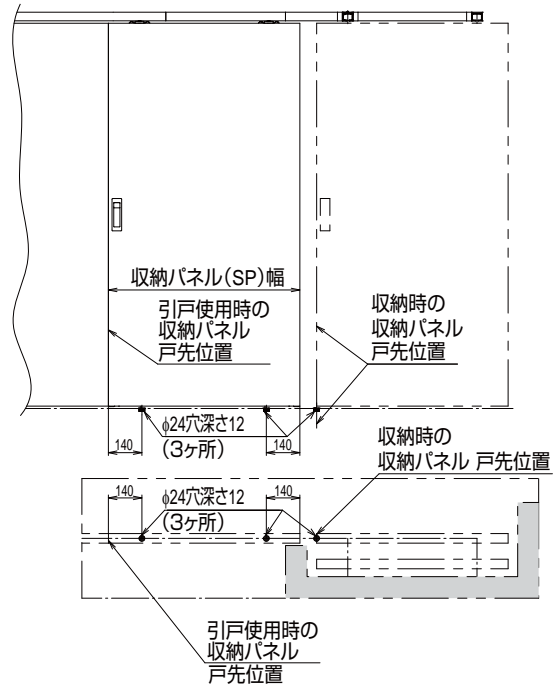 収納パネル(SP)幅
引戸使用時の
収納パネル
戸先位置
収納時の
収納パネル
戸先位置
φ24穴深さ12
(3ヶ所)
140
140
収納時の
収納パネル 戸先位置
140
140
φ24穴深さ12
(3ヶ所)
引戸使用時の
収納パネル
戸先位置